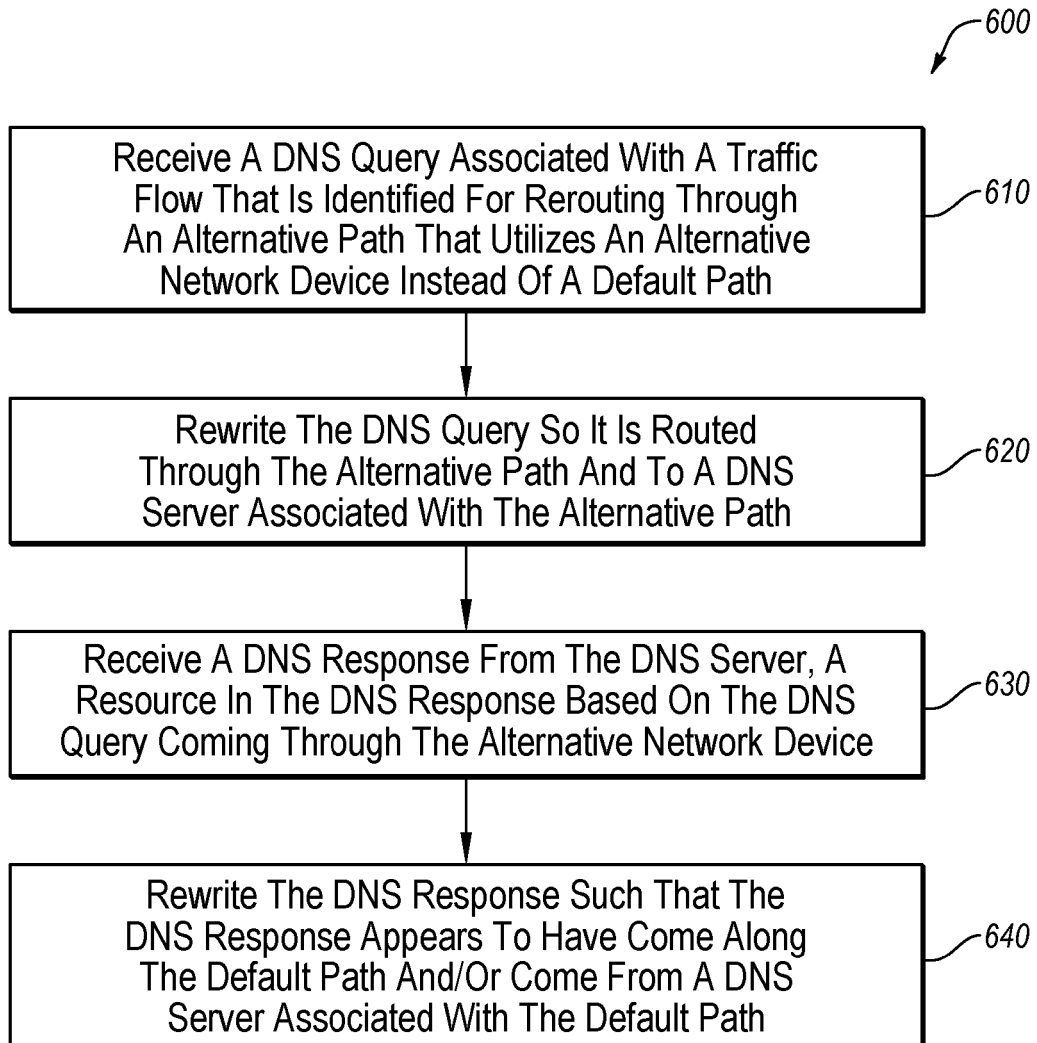 600
Receive A DNS Query Associated With A Traffic
Flow That Is Identified For Rerouting Through
An Alternative Path That Utilizes An Alternative
Network Device Instead Of A Default Path
610
Rewrite The DNS Query So It Is Routed
Through The Alternative Path And To A DNS
Server Associated With The Alternative Path
620
Receive A DNS Response From The DNS Server, A
Resource In The DNS Response Based On The DNS
Query Coming Through The Alternative Network Device
630
Rewrite The DNS Response Such That The
DNS Response Appears To Have Come Along
The Default Path And/Or Come From A DNS
Server Associated With The Default Path
640